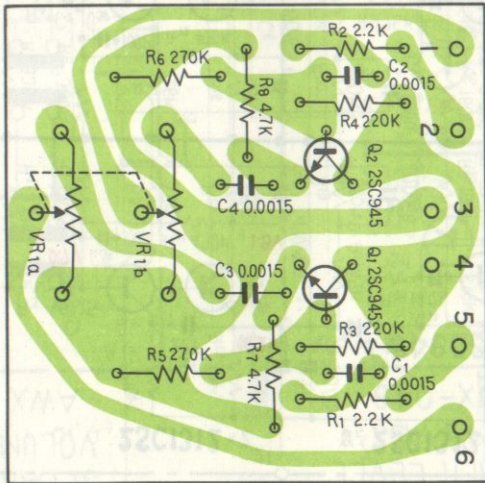 R2 2.2K
1
R6 270K
C2
0.0015
R8 4.7K
R4 220K
2
Q2 2SC945
C4 0.0015
3
VR1a
VR1b
4
C3 0.0015
Q1 2SC945
R3 220K
5
R5 270K
R7 4.7K
C1
0.0015
R1 2.2K
6